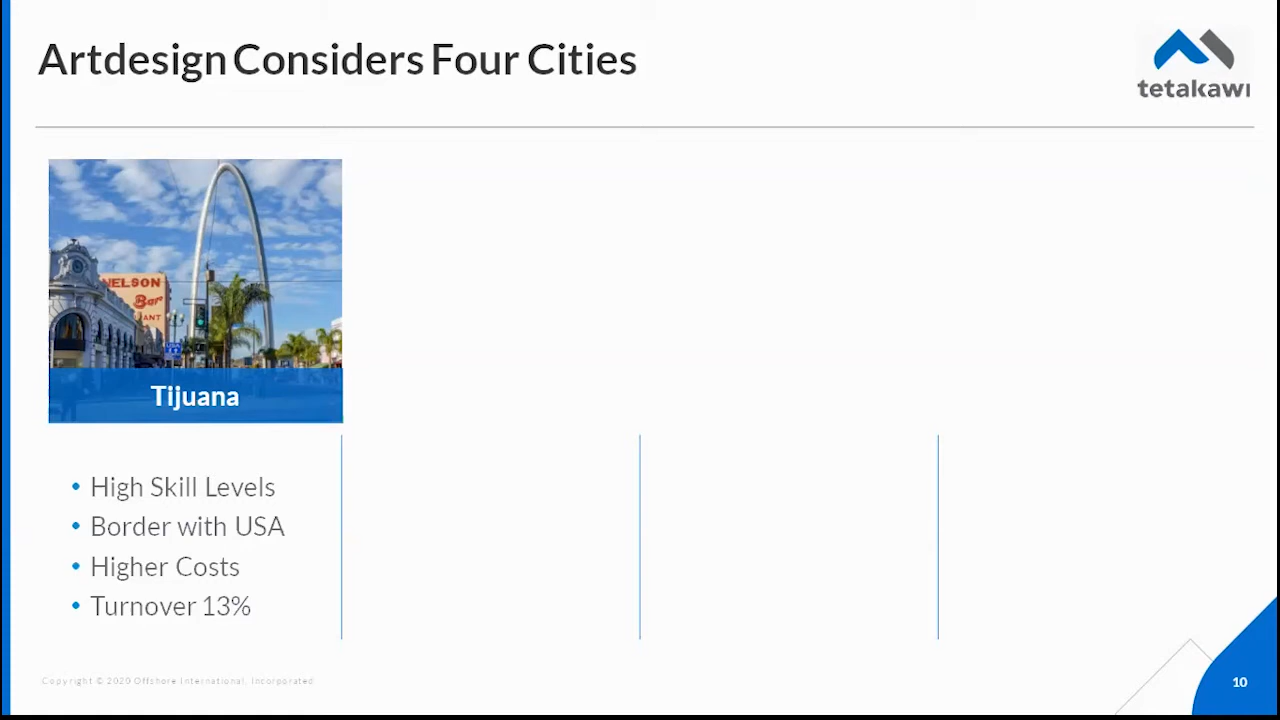 Artdesign Considers Four Cities
tetakawı
NELSON
Bar
ANT
Tijuana
• High Skill Levels
• Border with USA
• Higher Costs
• Turnover 13%
Copyright © 2020 Offshore International, Incorporated
10